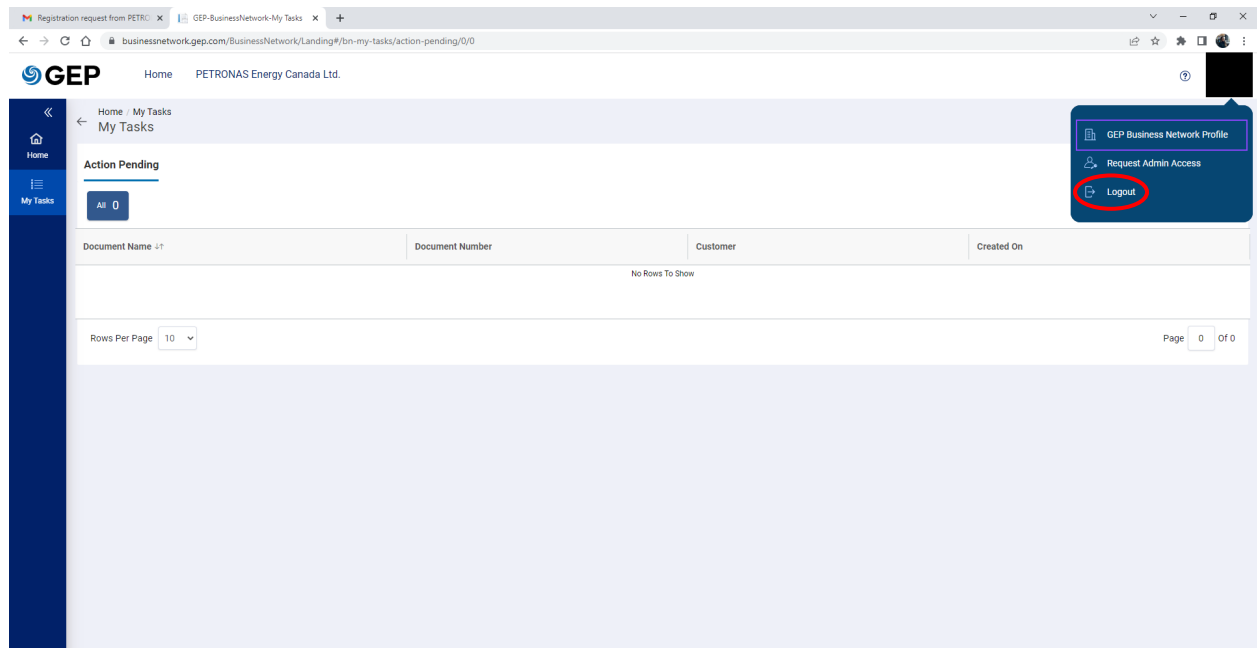 Registration request from PETRO
GEP-BusinessNetwork-My Tasks
businessnetwork.gep.com/BusinessNetwork/Landing#/bn-my-tasks/action-pending/0/0
GEP Home PETRONAS Energy Canada Ltd.
Home / My Tasks
My Tasks
Home
My Tasks
Action Pending
All 0
GEP Business Network Profile
Request Admin Access
Logout
Document Name Document Number Customer Created On
No Rows To Show
Rows Per Page 10 Page 0 Of 0